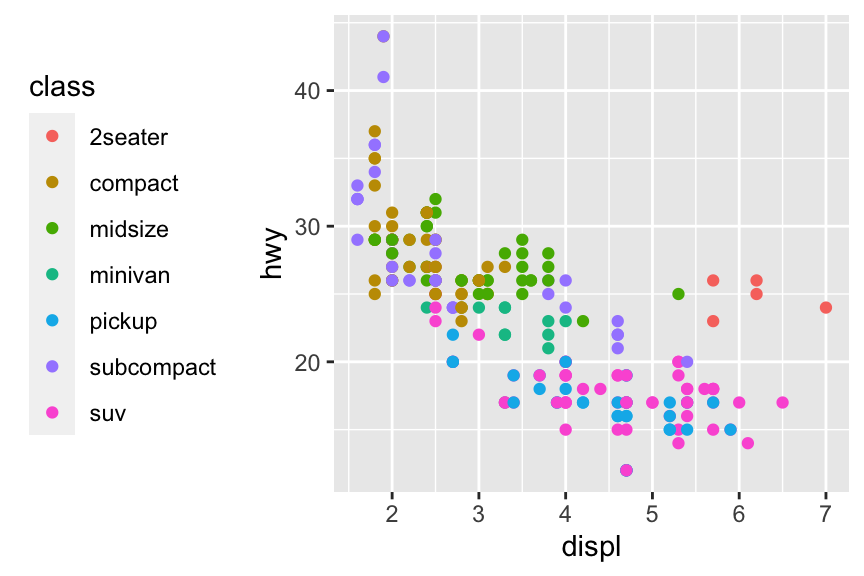 class
2seater
compact
midsize
minivan
pickup
subcompact
suv
hwy
40
30
20
2 3 4 5 6 7
displ